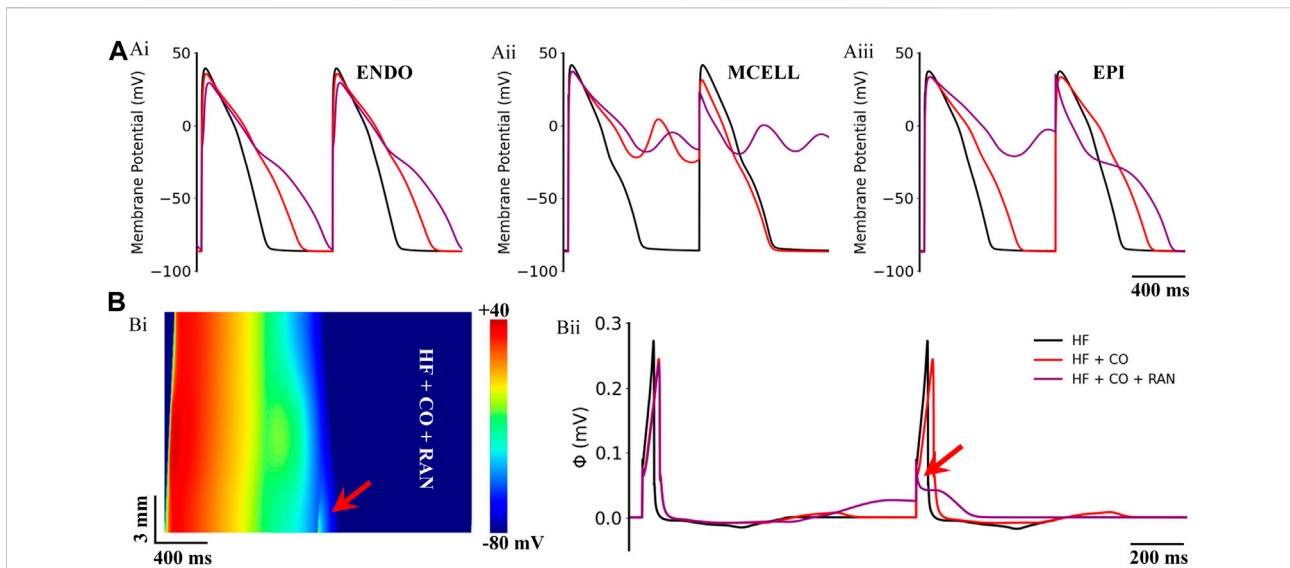 A
Ai
ENDO
Membrane Potential (mV)
50
0
−50
−100
Aii
MCELL
Membrane Potential (mV)
50
0
−50
−100
Aiii
EPI
Membrane Potential (mV)
50
0
−50
−100
400 ms
B
Bi
HF + CO + RAN
+40
-80 mV
3 mm
400 ms
Bii
Φ (mV)
0.3
0.2
0.1
0.0
HF
HF + CO
HF + CO + RAN
200 ms